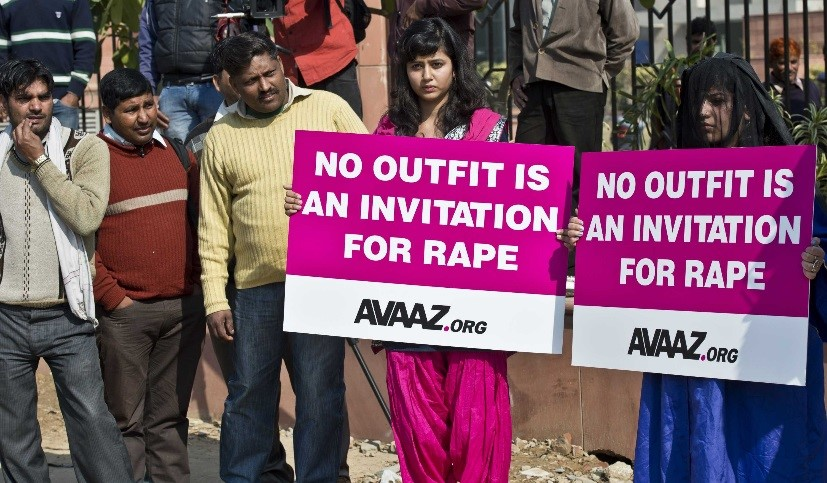 NO OUTFIT IS
AN INVITATION
FOR RAPE
AVAAZ.ORG
NO OUTFIT IS
AN INVITATION
FOR RAPE
AVAAZ.ORG